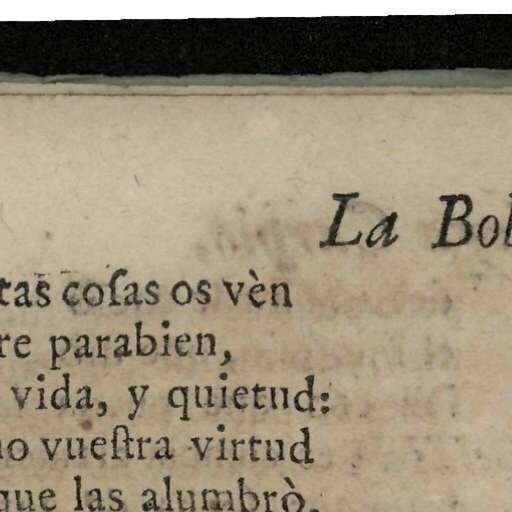 La Bol
tas coſas os vèn
re parabien,
vida, y quietud:
no vueſtra virtud
que las alumbrò.